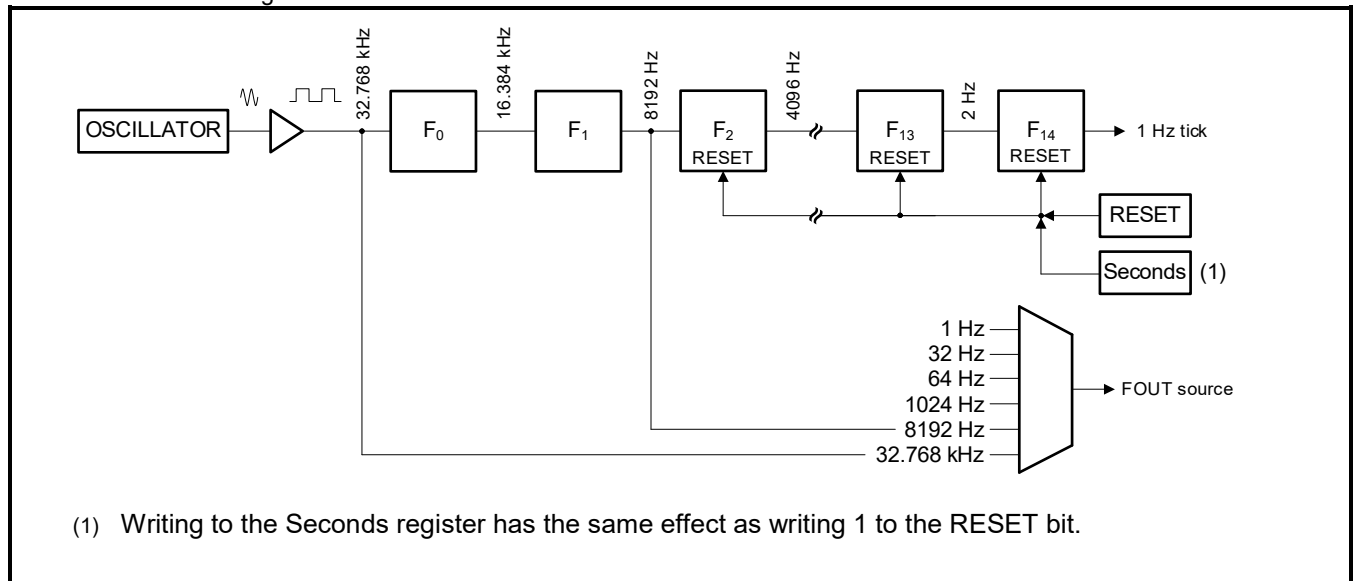 32.768 kHz
16.384 kHz
8192 Hz
4096 Hz
2 Hz
OSCILLATOR
F0
F1
F2
RESET
F13
RESET
F14
RESET
1 Hz tick
RESET
Seconds (1)
1 Hz
32 Hz
64 Hz
1024 Hz
8192 Hz
32.768 kHz
FOUT source
(1) Writing to the Seconds register has the same effect as writing 1 to the RESET bit.